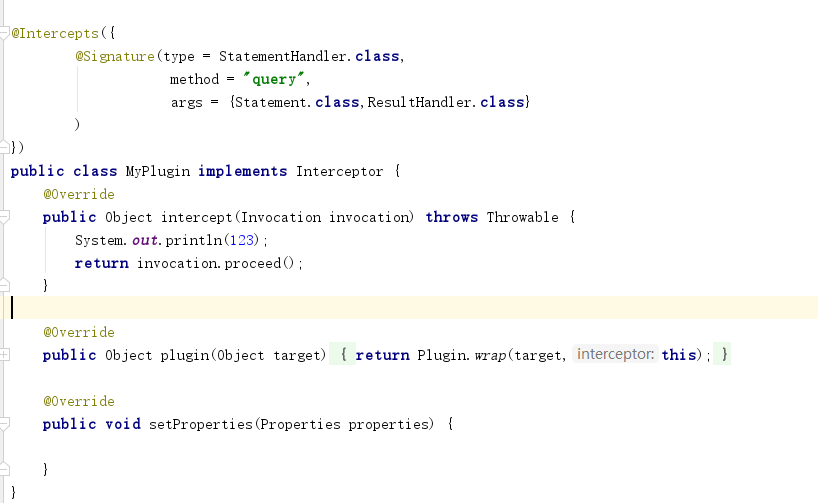 @Intercepts({
        @Signature(type = StatementHandler.class,
                    method = "query",
                    args = {Statement.class,ResultHandler.class}
        )
})
public class MyPlugin implements Interceptor {
    @Override
    public Object intercept(Invocation invocation) throws Throwable {
        System.out.println(123);
        return invocation.proceed();
    }
    @Override
    public Object plugin(Object target) { return Plugin.wrap(target, interceptor: this); }
    @Override
    public void setProperties(Properties properties) {
    }
}